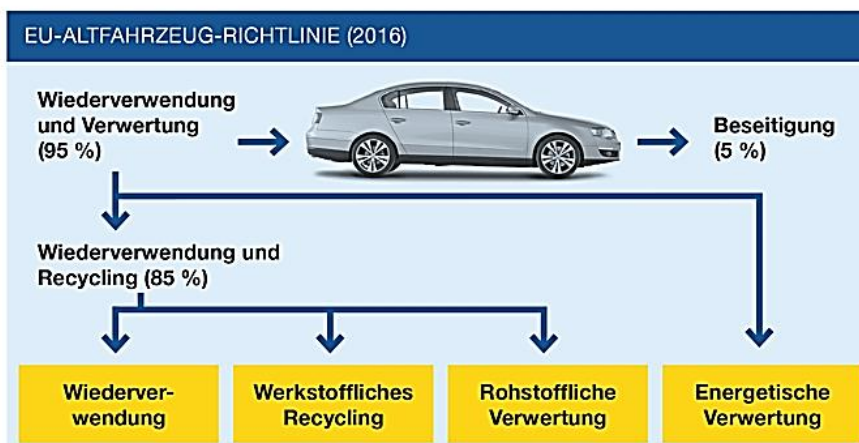 EU-ALTFAHRZEUG-RICHTLINIE (2016)
Wiederverwendung
und Verwertung
(95 %)
Beseitigung
(5 %)
Wiederverwendung und
Recycling (85 %)
Wiederver-
wendung
Werkstoffliches
Recycling
Rohstoffliche
Verwertung
Energetische
Verwertung